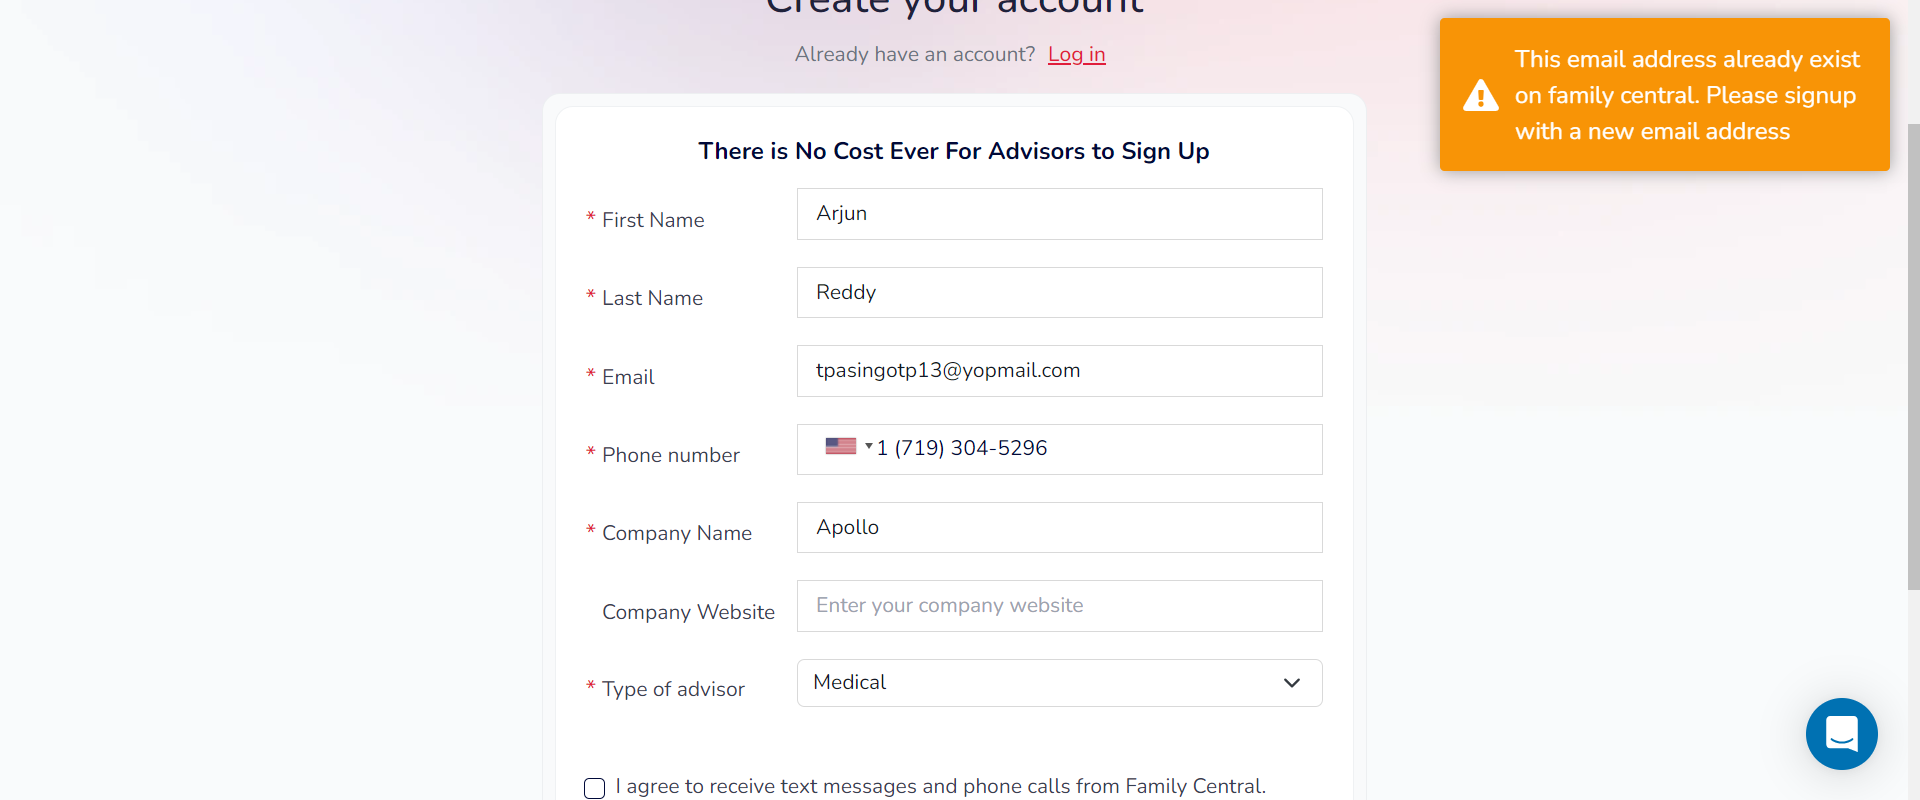 Create your account
Already have an account? Log in
This email address already exist
on family central. Please signup
with a new email address
There is No Cost Ever For Advisors to Sign Up
* First Name
Arjun
* Last Name
Reddy
* Email
tpasingotp13@yopmail.com
* Phone number
1 (719) 304-5296
* Company Name
Apollo
Company Website
Enter your company website
* Type of advisor
Medical
I agree to receive text messages and phone calls from Family Central.